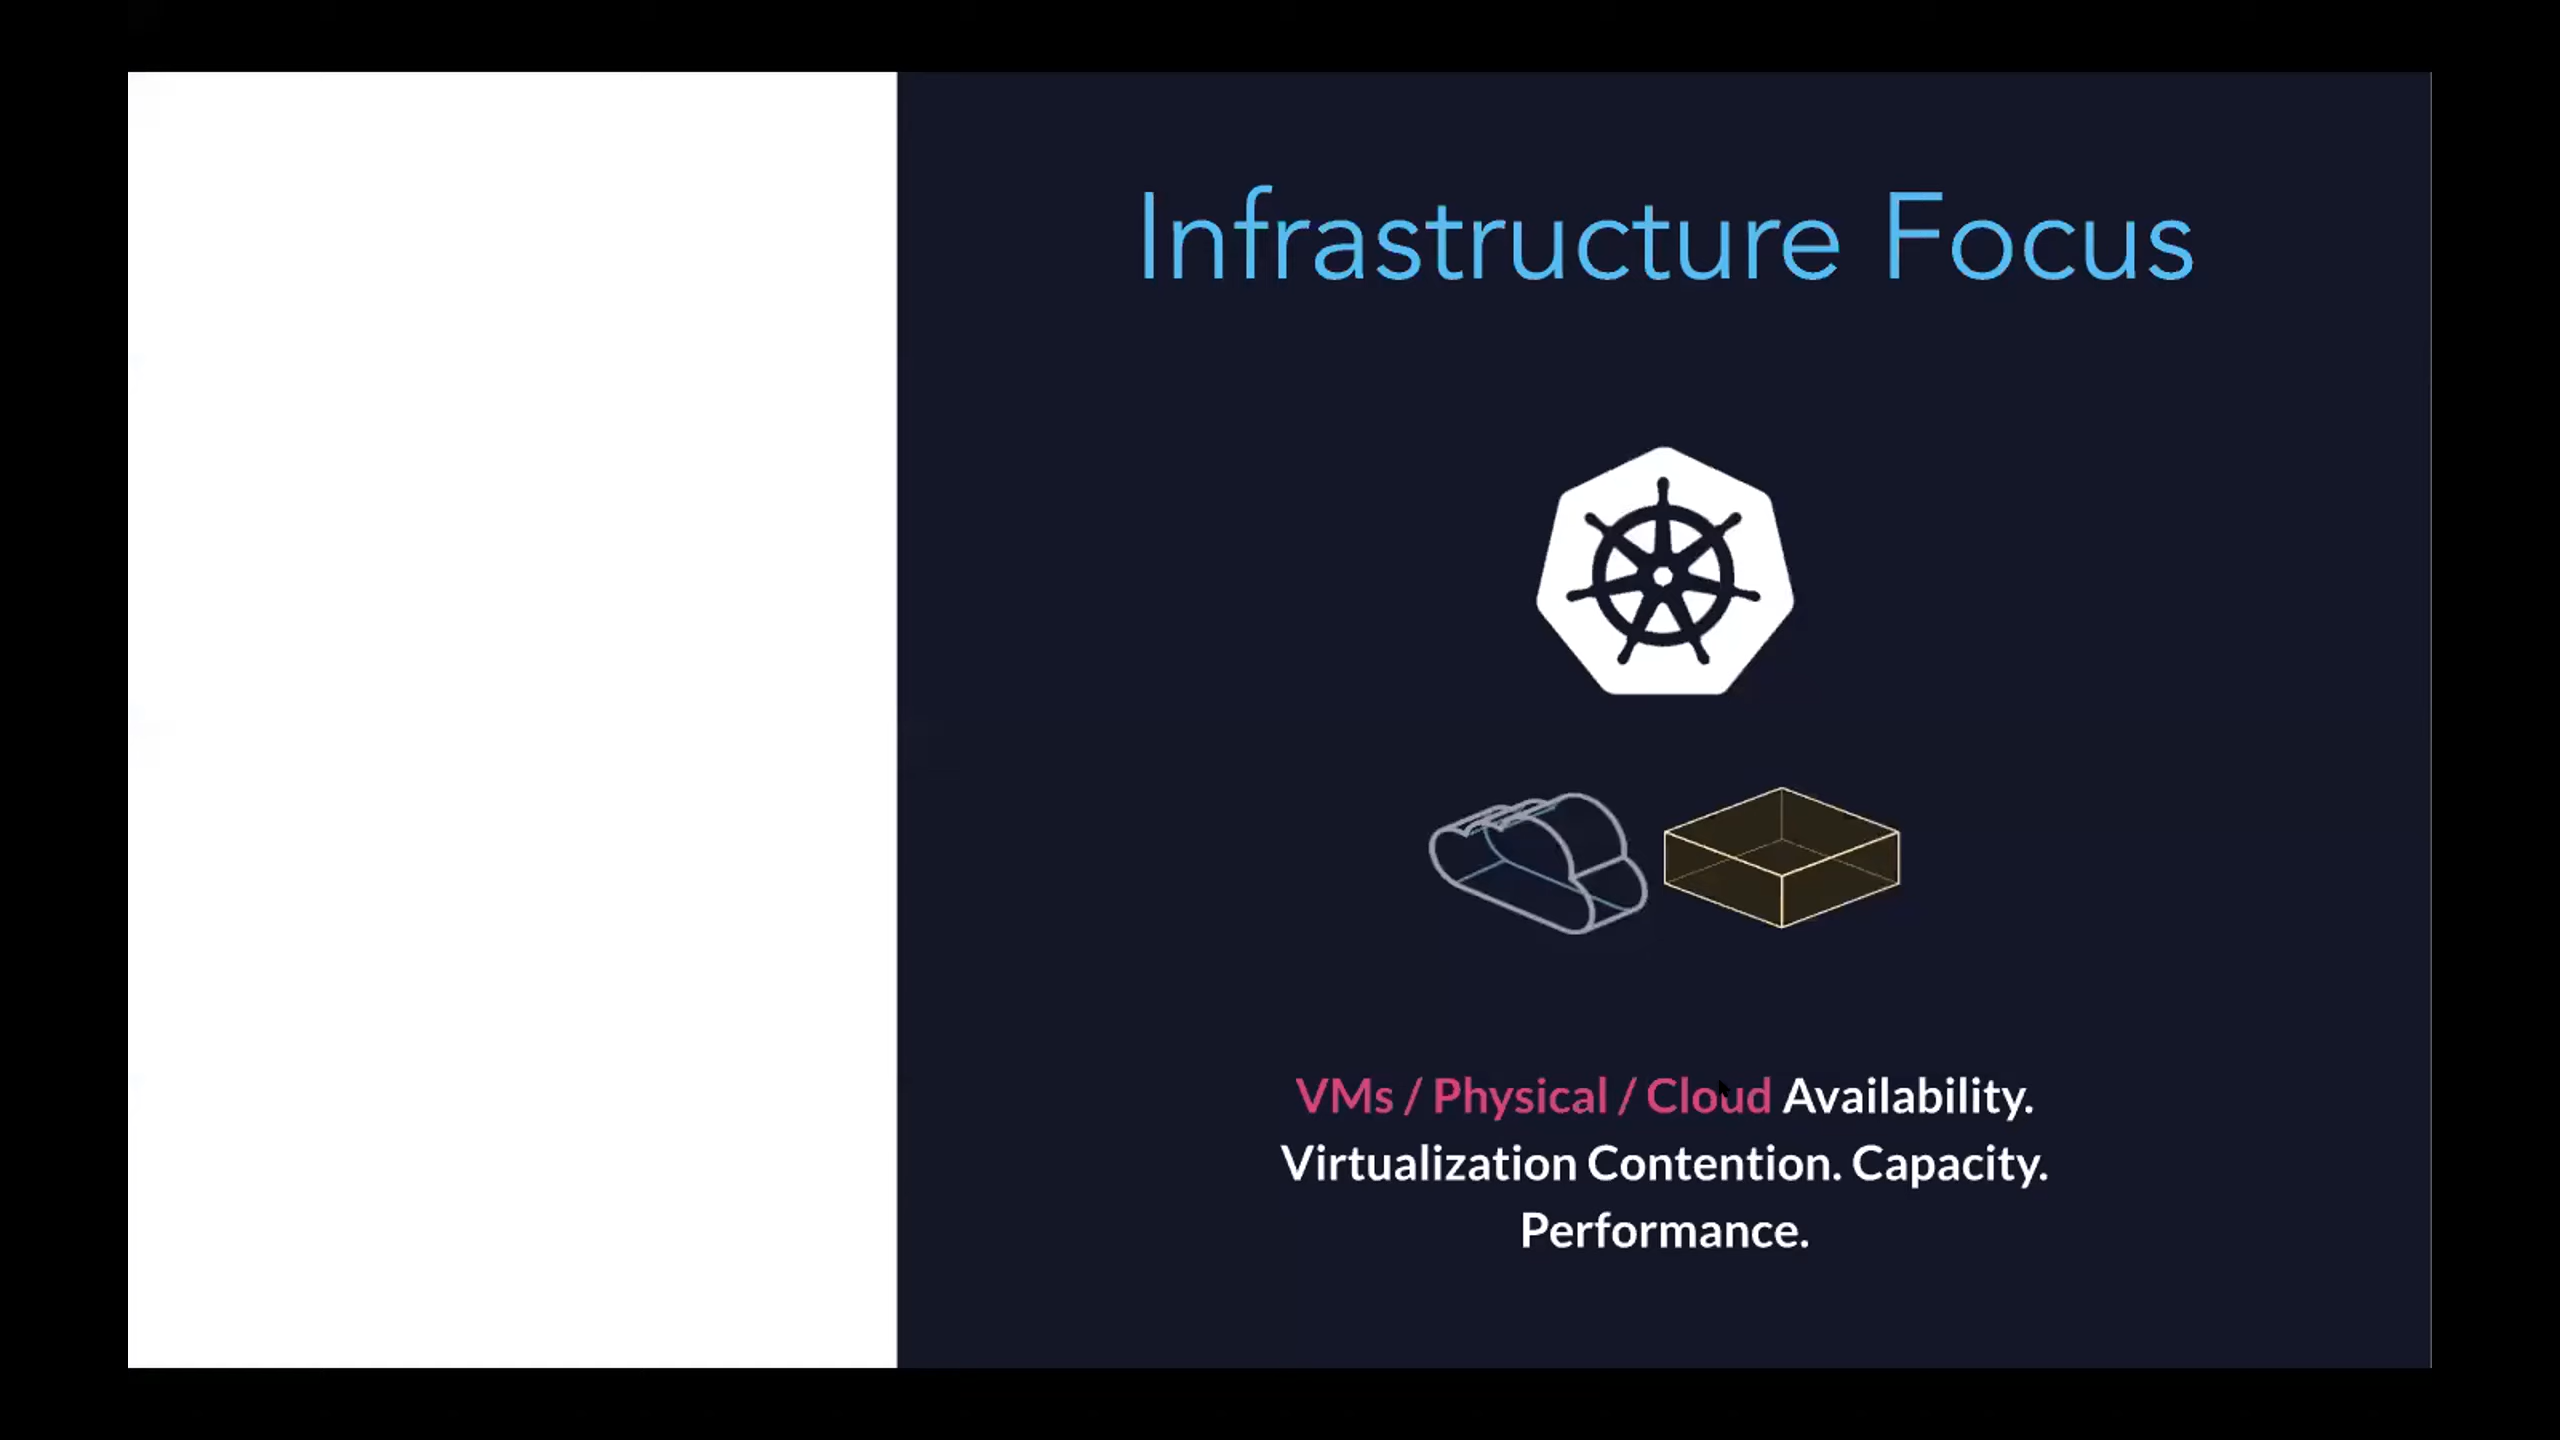 Infrastructure Focus
VMs / Physical / Cloud Availability.
Virtualization Contention. Capacity.
Performance.